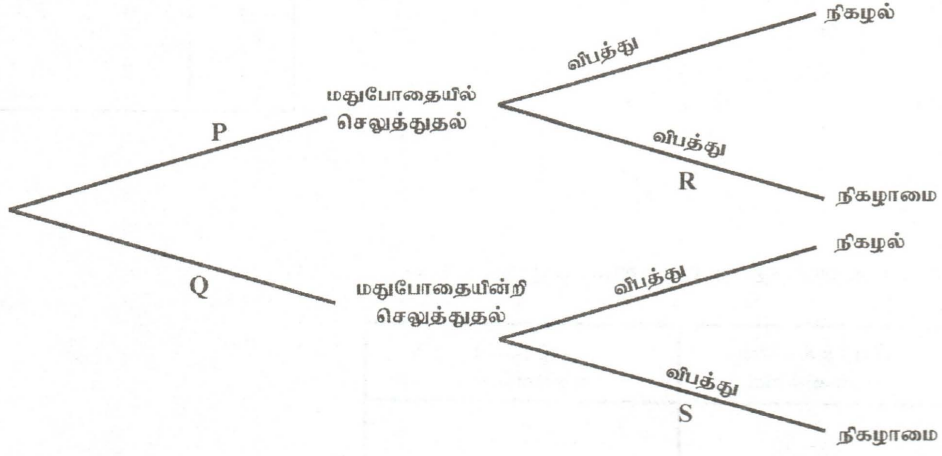 நிகழல்
விபத்து
மதுபோதையில்
செலுத்துதல்
P
விபத்து
R
நிகழாமை
நிகழல்
Q
மதுபோதையின்றி
செலுத்துதல்
விபத்து
விபத்து
S
நிகழாமை